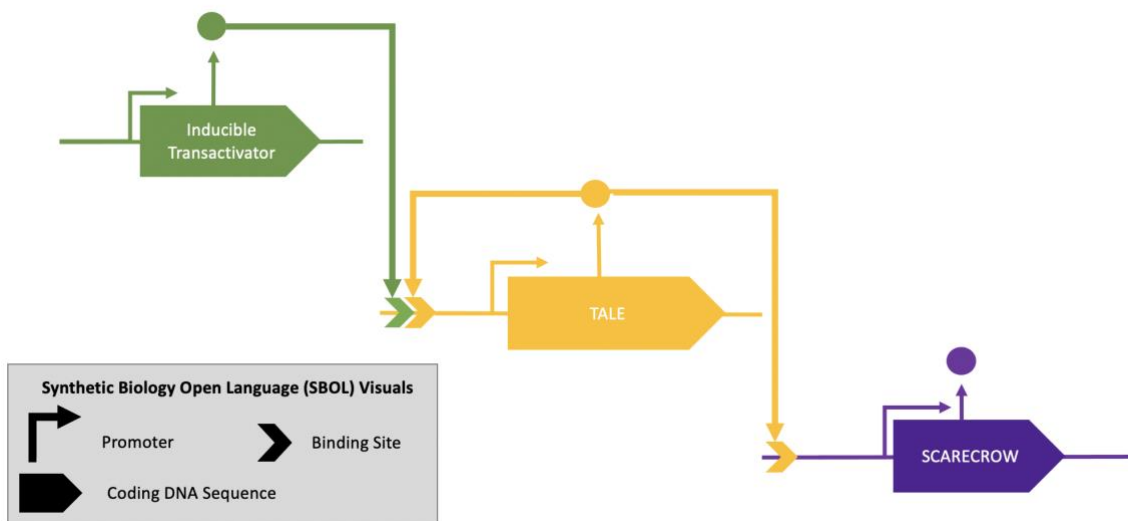 Inducible
Transactivator
TALE
SCARECROW
Synthetic Biology Open Language (SBOL) Visuals
Promoter
Binding Site
Coding DNA Sequence